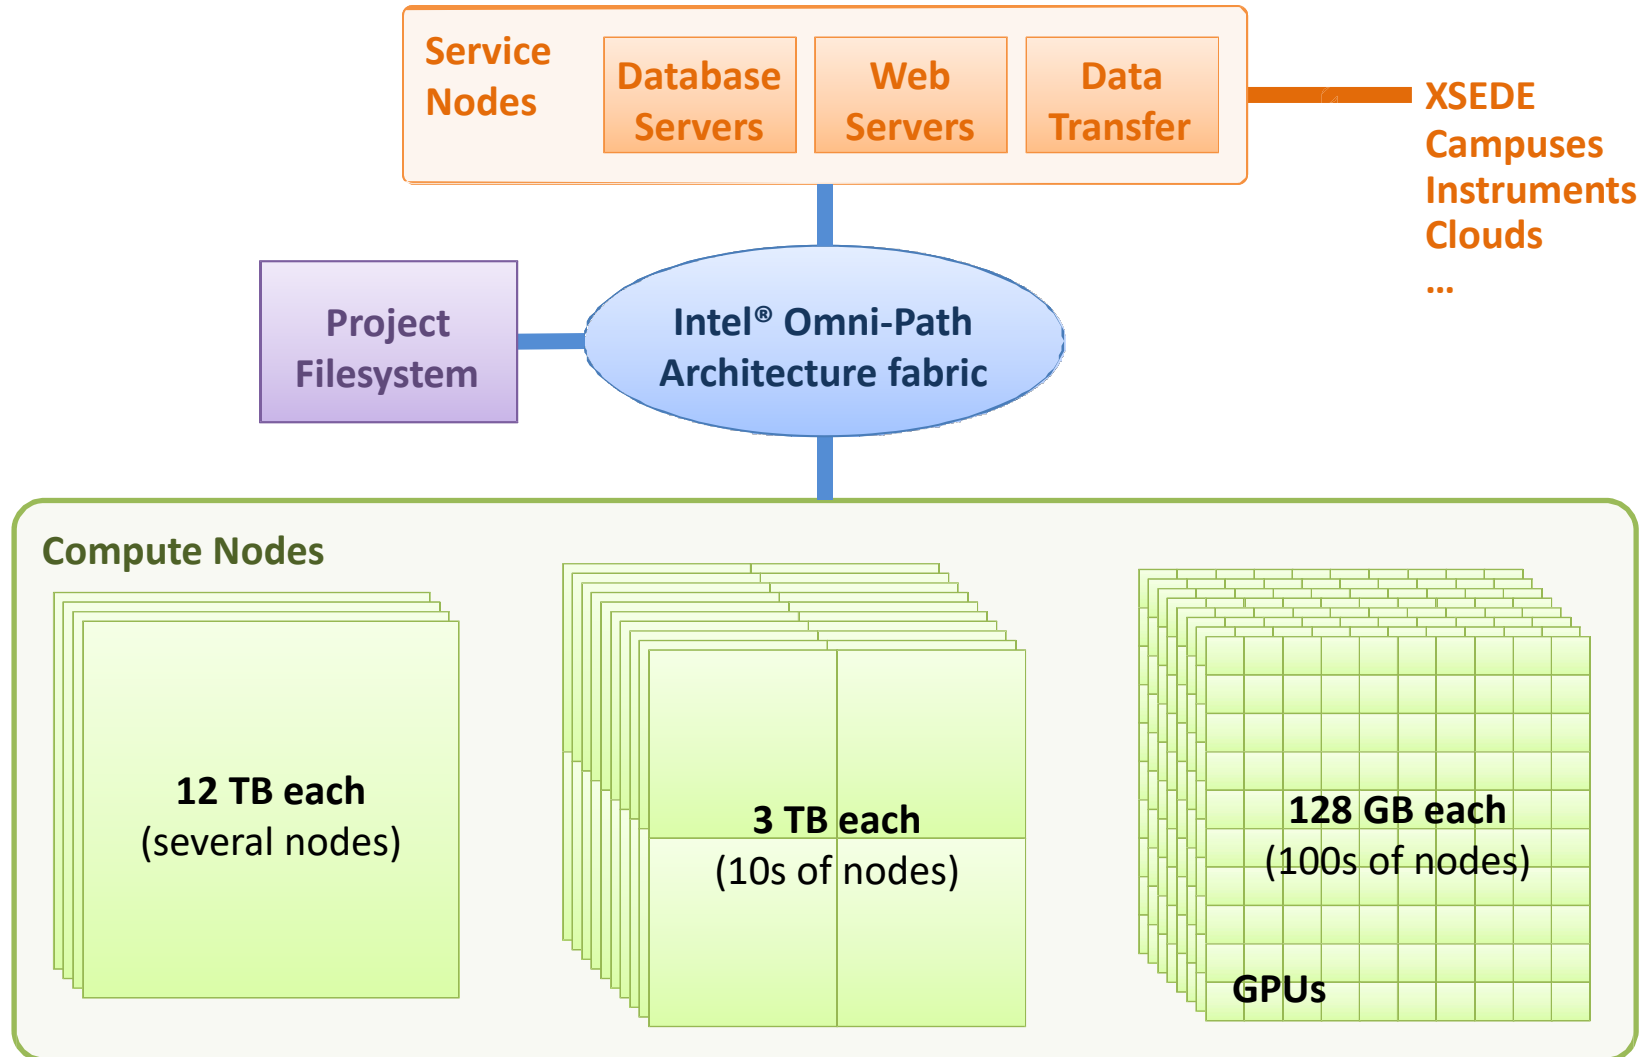 Service
Nodes
Database
Servers
Web
Servers
Data
Transfer
XSEDE
Campuses
Instruments
Clouds
...
Project
Filesystem
Intel® Omni-Path
Architecture fabric
Compute Nodes
12 TB each
(several nodes)
3 TB each
(10s of nodes)
128 GB each
(100s of nodes)
GPUs